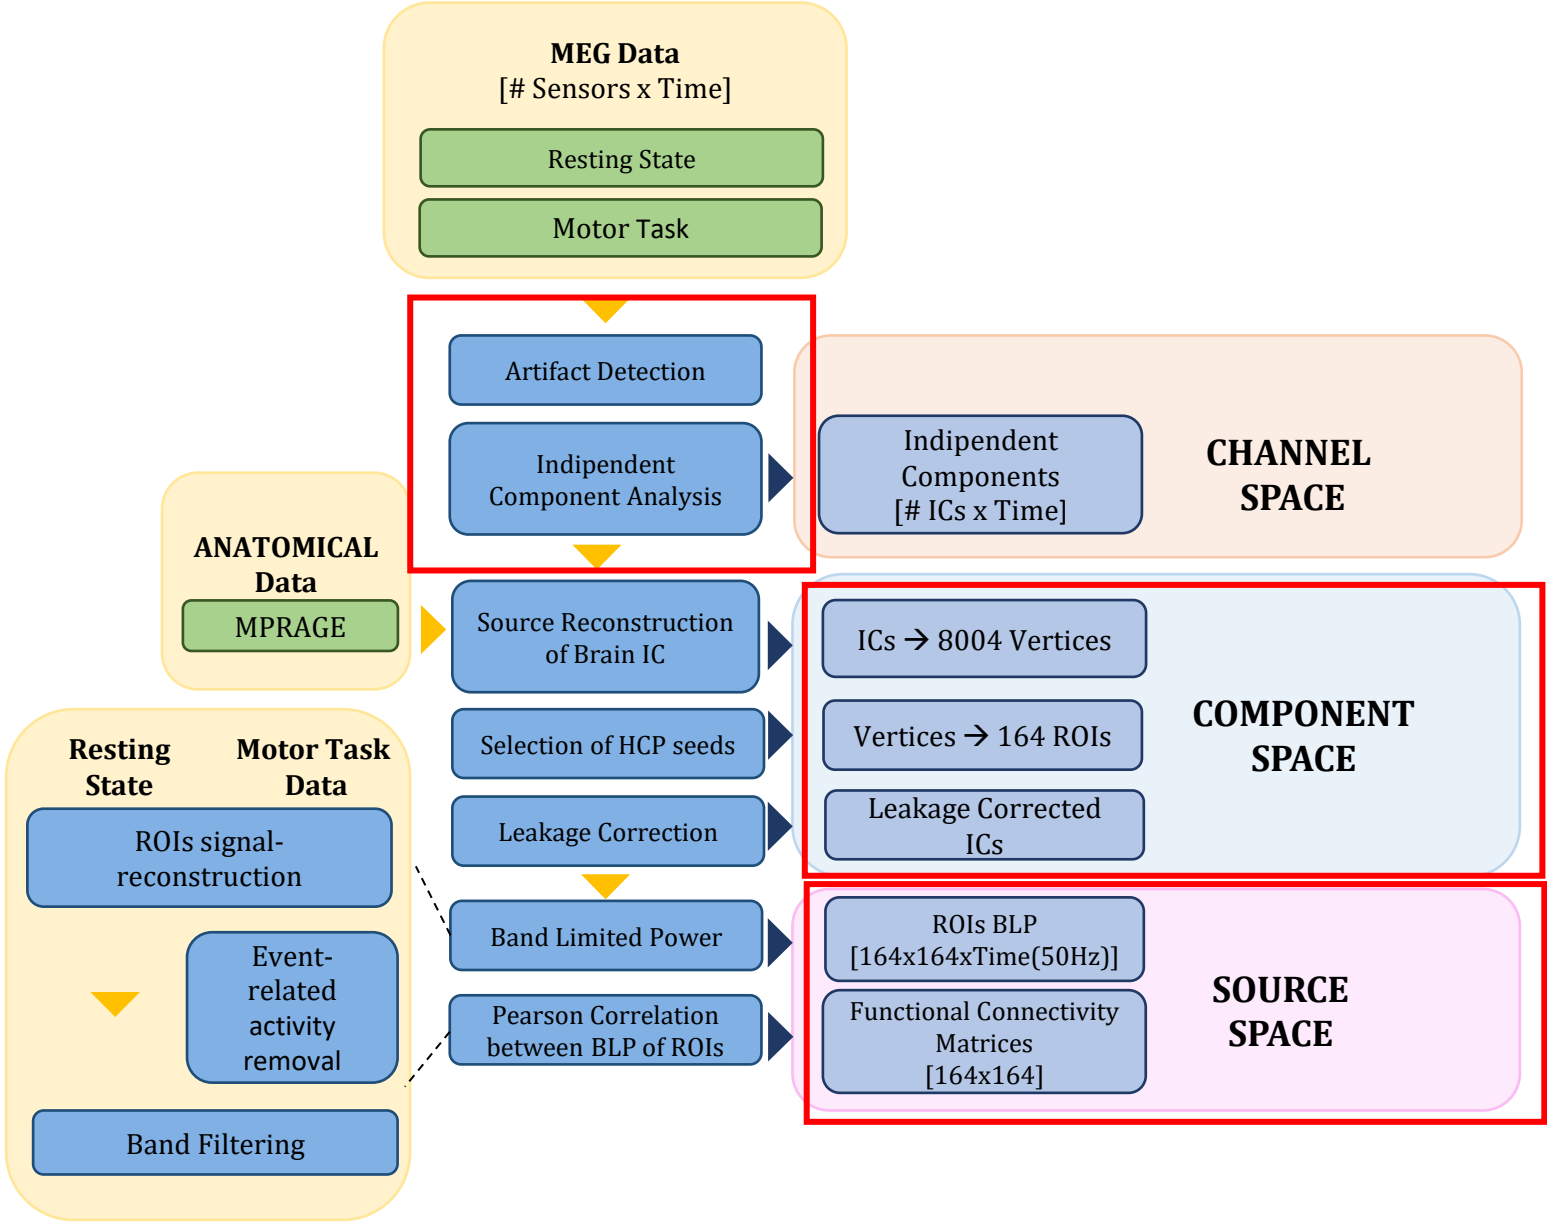 MEG Data
[# Sensors x Time]
Resting State
Motor Task
Artifact Detection
Indipendent
Component Analysis
Indipendent
Components
[# ICs x Time]
CHANNEL
SPACE
ANATOMICAL
Data
MPRAGE
Source Reconstruction
of Brain IC
ICs → 8004 Vertices
Selection of HCP seeds
Vertices → 164 ROIs
Leakage Correction
Leakage Corrected
ICs
COMPONENT
SPACE
Resting
State
Motor Task
Data
ROIs signal-
reconstruction
Event-
related
activity
removal
Band Filtering
Band Limited Power
ROIs BLP
[164x164xTime(50Hz)]
Pearson Correlation
between BLP of ROIs
Functional Connectivity
Matrices
[164x164]
SOURCE
SPACE